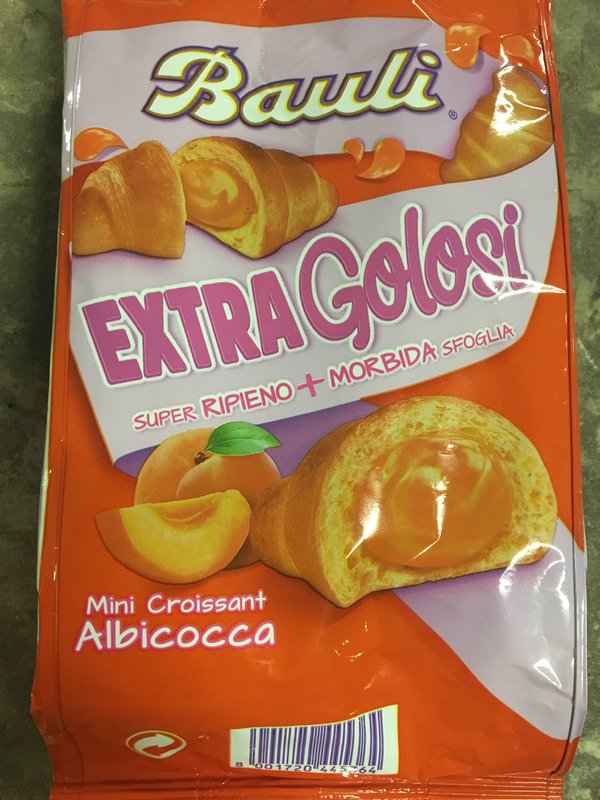 Bauli®
EXTRA Golosi
SUPER RIPIENO + MORBIDA SFOGLIA
Mini Croissant
Albicocca